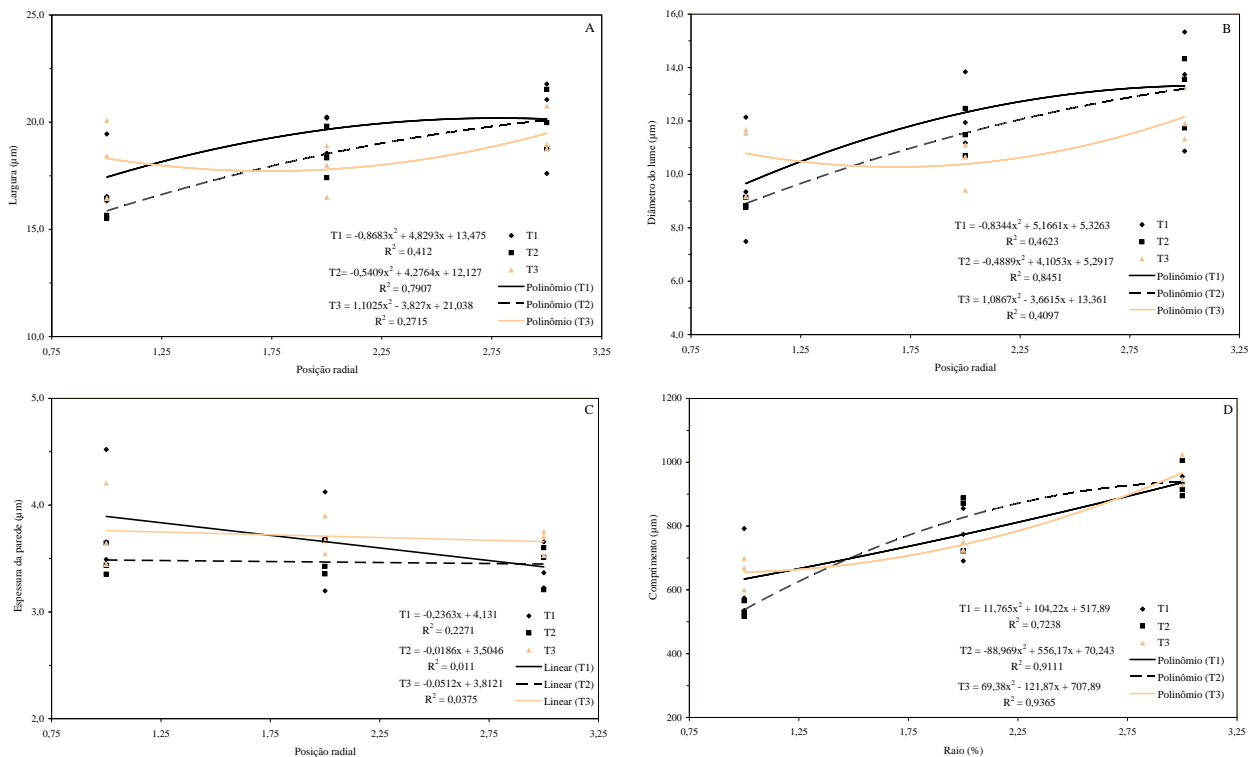 A
25,0
20,0
15,0
10,0
Largura (µm)
T1 = -0,8683x² + 4,8293x + 13,475
R² = 0,412
T2= -0,5409x² + 4,2764x + 12,127
R² = 0,7907
T3 = 1,1025x² - 3,827x + 21,038
R² = 0,2715
T1
T2
T3
Polinômio (T1)
Polinômio (T2)
Polinômio (T3)
0,75 1,25 1,75 2,25 2,75 3,25
Posição radial
B
16,0
14,0
12,0
10,0
8,0
6,0
4,0
Diâmetro do lume (µm)
T1 = -0,8344x² + 5,1661x + 5,3263
R² = 0,4623
T2 = -0,4889x² + 4,1053x + 5,2917
R² = 0,8451
T3 = 1,0867x² - 3,6615x + 13,361
R² = 0,4097
T1
T2
T3
Polinômio (T1)
Polinômio (T2)
Polinômio (T3)
0,75 1,25 1,75 2,25 2,75 3,25
Posição radial
C
5,0
4,0
3,0
2,0
Espessura da parede (µm)
T1 = -0,2363x + 4,131
R² = 0,2271
T2 = -0,0186x + 3,5046
R² = 0,011
T3 = -0,0512x + 3,8121
R² = 0,0375
T1
T2
T3
Linear (T1)
Linear (T2)
Linear (T3)
0,75 1,25 1,75 2,25 2,75 3,25
Posição radial
D
1200
1000
800
600
400
200
Comprimento (µm)
T1 = 11,765x² + 104,22x + 517,89
R² = 0,7238
T2 = -88,969x² + 556,17x + 70,243
R² = 0,9111
T3 = 69,38x² - 121,87x + 707,89
R² = 0,9365
T1
T2
T3
Polinômio (T1)
Polinômio (T2)
Polinômio (T3)
0,75 1,25 1,75 2,25 2,75 3,25
Raio (%)